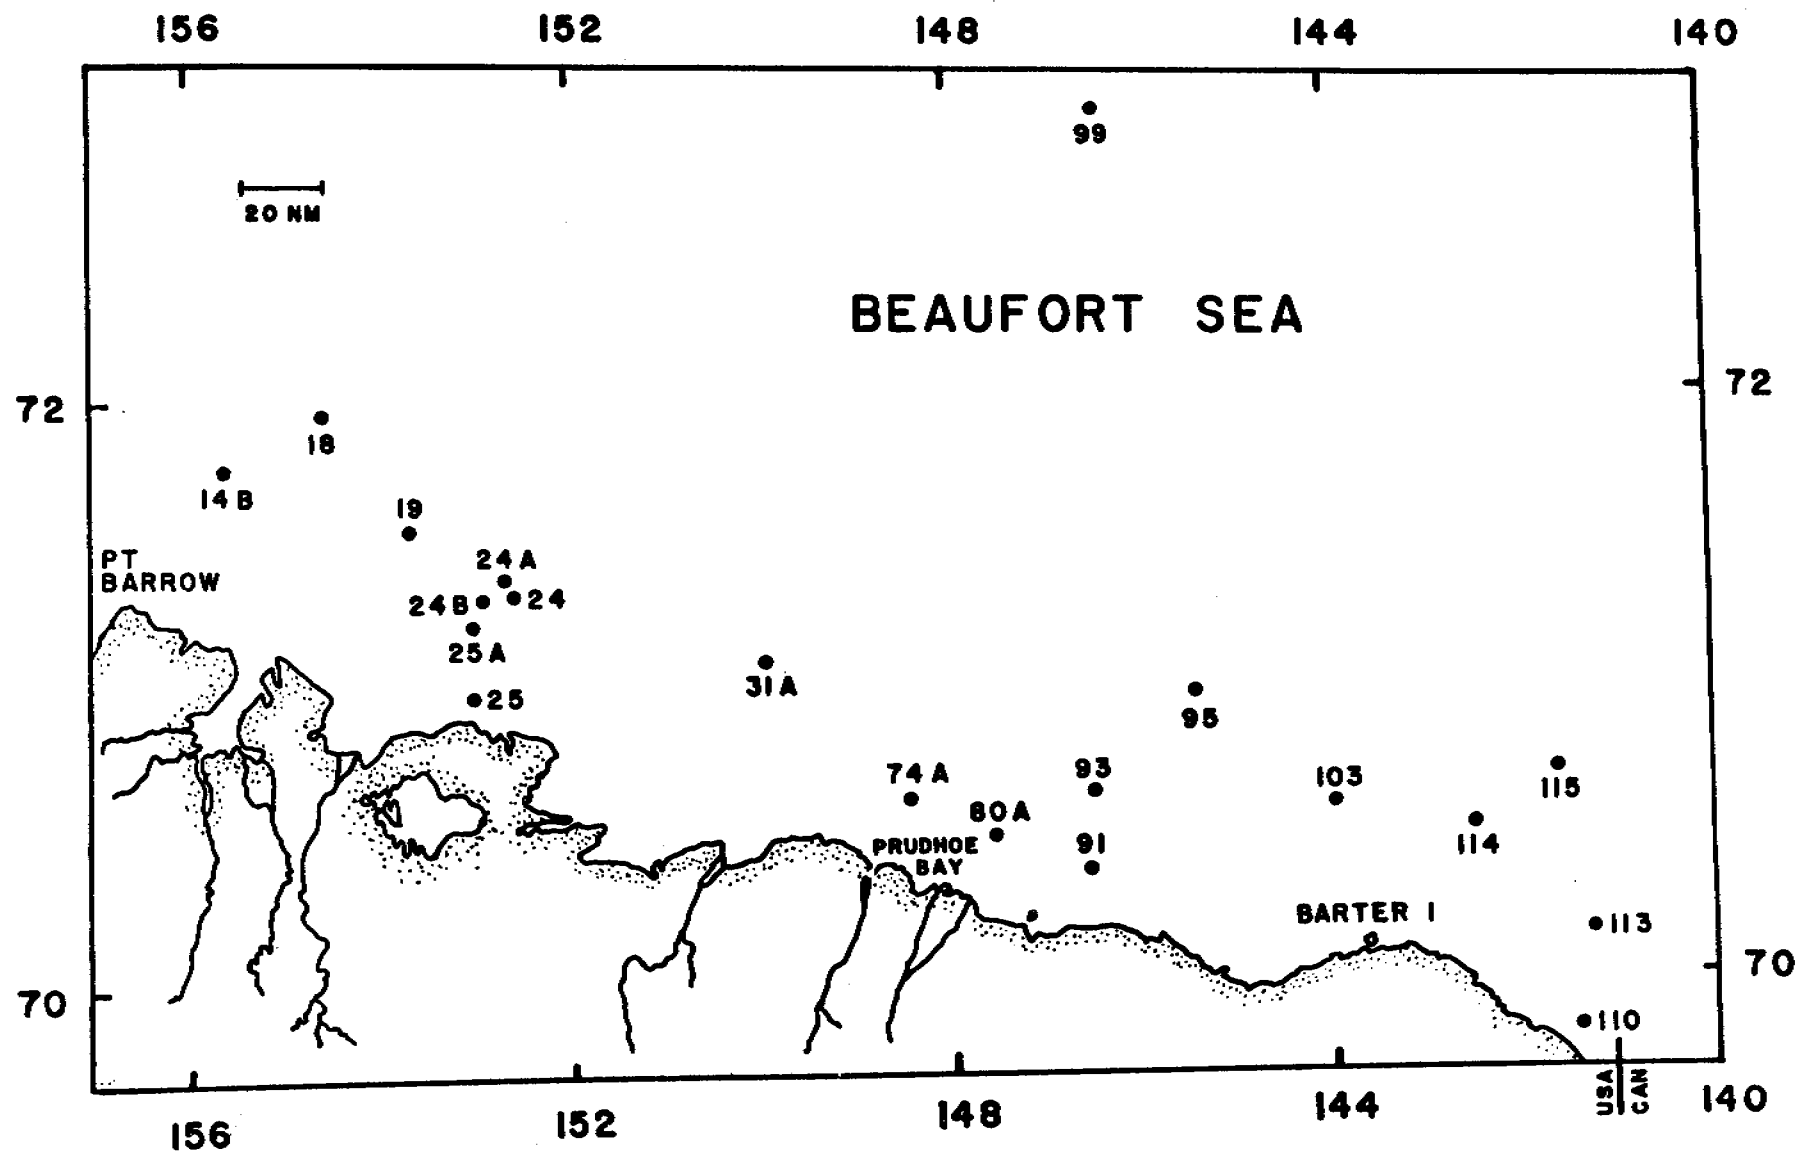 156 152 148 144 140
99
20 NM
BEAUFORT SEA
72 72
18
14 B
19
PT
BARROW
24 A
24 B 24
25 A
25
31A
95
74 A 93 103 115
80A
PRUDHOE 91 114
BAY
BARTER I
113
70 70
110
156 152 148 144 USA CAN 140